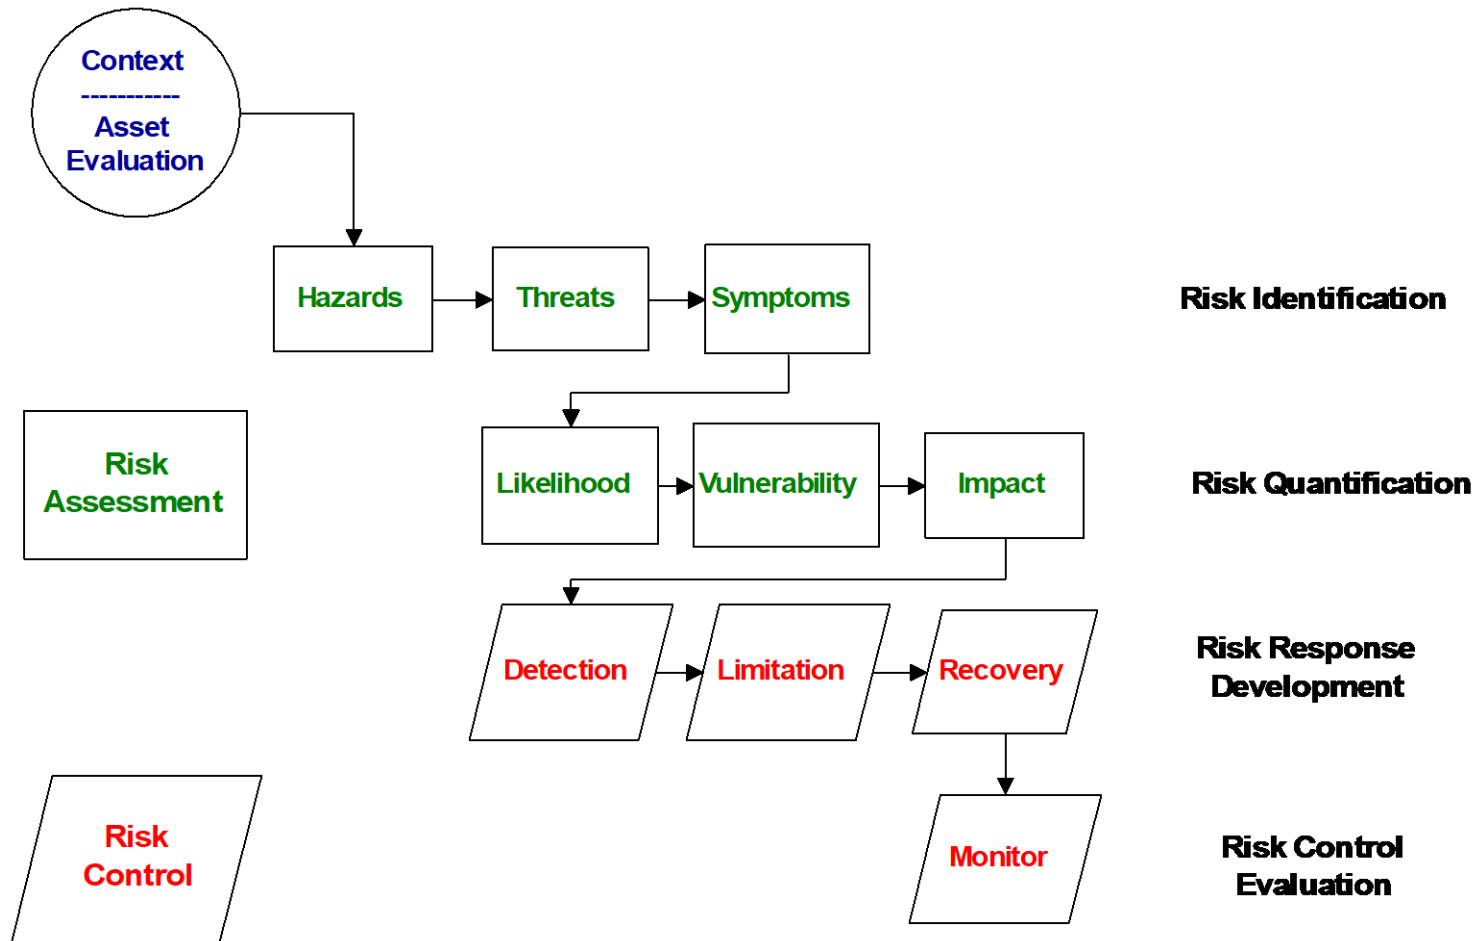 Context
-----------
Asset
Evaluation
Hazards
Threats
Symptoms
Risk Identification
Risk
Assessment
Likelihood
Vulnerability
Impact
Risk Quantification
Detection
Limitation
Recovery
Risk Response
Development
Risk
Control
Monitor
Risk Control
Evaluation